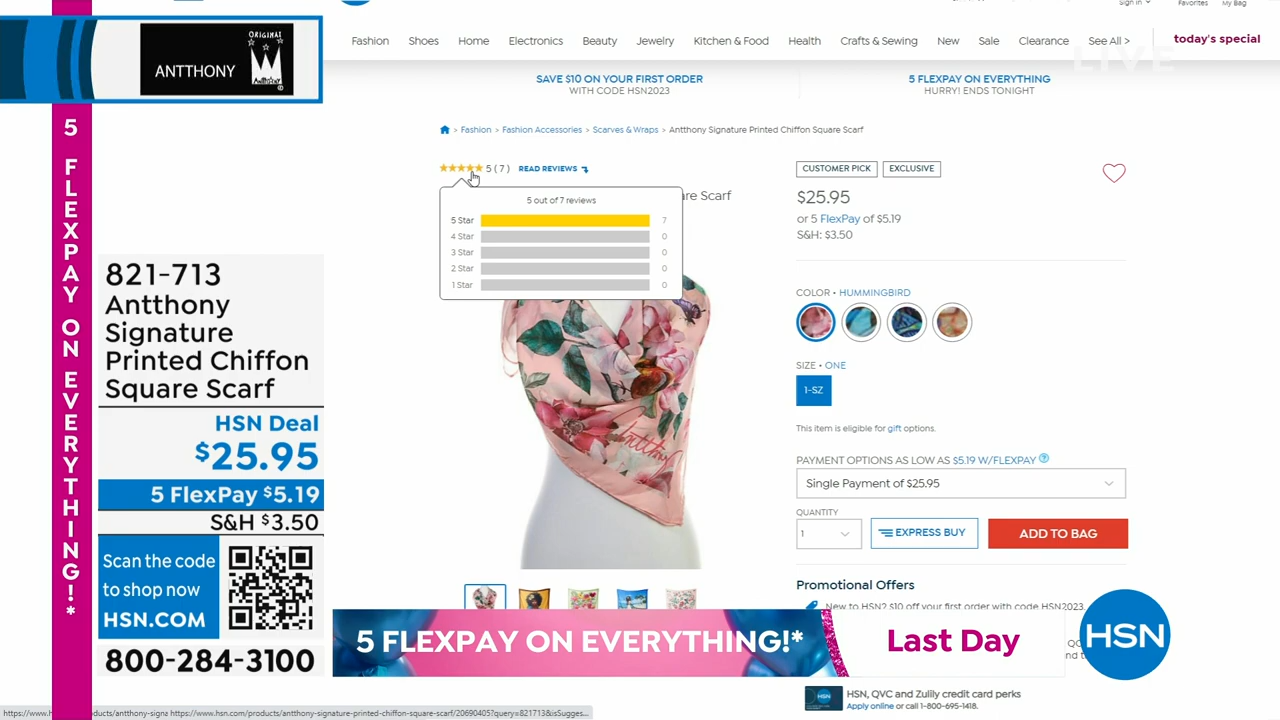 Sign in
Favorites
My Bag
ANTTHONY
ORIGINAL
Fashion Shoes Home Electronics Beauty Jewelry Kitchen & Food Health Crafts & Sewing New Sale Clearance See All > today's special
LIVE
SAVE $10 ON YOUR FIRST ORDER
WITH CODE HSN2023
5 FLEXPAY ON EVERYTHING
HURRY! ENDS TONIGHT
5 FLEXPAY ON EVERYTHING!*
> Fashion > Fashion Accessories > Scarves & Wraps > Antthony Signature Printed Chiffon Square Scarf
5 ( 7 ) READ REVIEWS
are Scarf
5 out of 7 reviews
5 Star 7
4 Star 0
3 Star 0
2 Star 0
1 Star 0
CUSTOMER PICK EXCLUSIVE
$25.95
or 5 FlexPay of $5.19
S&H: $3.50
COLOR • HUMMINGBIRD
SIZE • ONE
1-SZ
This item is eligible for gift options.
PAYMENT OPTIONS AS LOW AS $5.19 W/FLEXPAY ?
Single Payment of $25.95
QUANTITY
1
EXPRESS BUY
ADD TO BAG
Promotional Offers
New to HSN? $10 off your first order with code HSN2023.
HSN, QVC and Zulily credit card perks
Apply online or call 1-800-695-1418.
Antthony
821-713
Antthony
Signature
Printed Chiffon
Square Scarf
HSN Deal
$25.95
5 FlexPay $5.19
S&H $3.50
Scan the code
to shop now
HSN.COM
800-284-3100
5 FLEXPAY ON EVERYTHING!*
Last Day
HSN
https://www.hsn.com/products/antthony-signature-printed-chiffon-square-scarf/20690405?query=821713&isSugges...